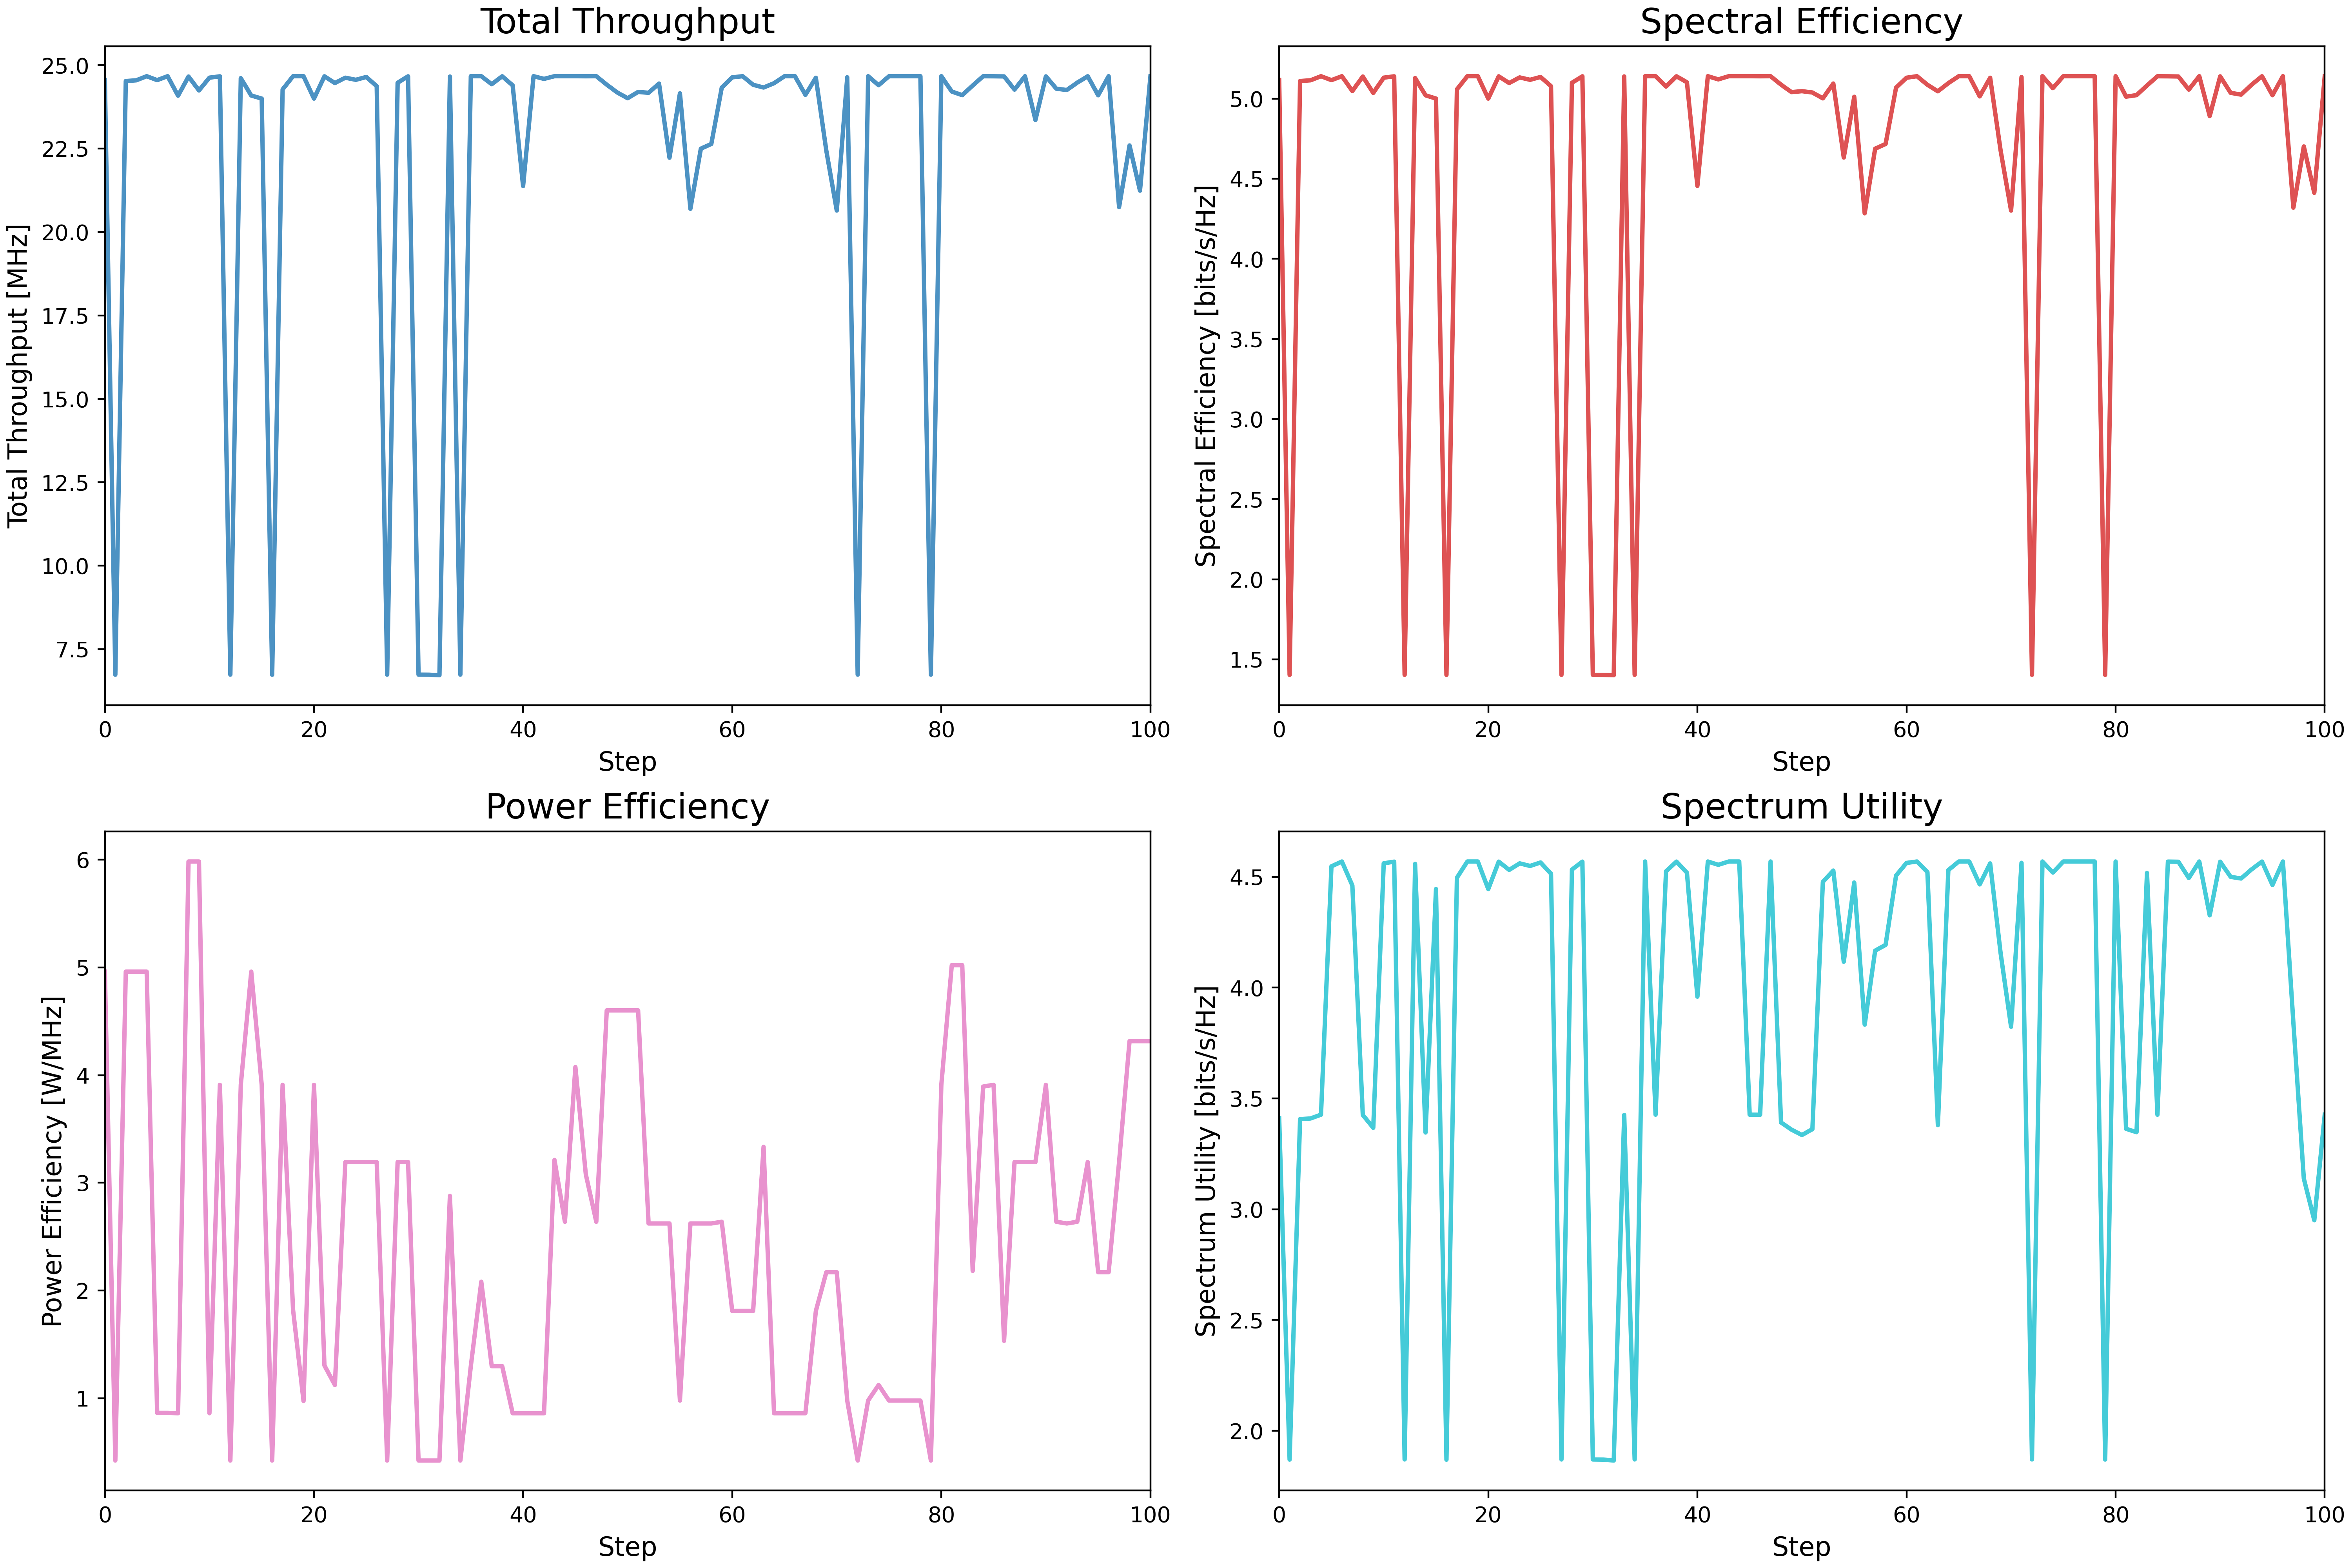 Total Throughput
Total Throughput [MHz]
25.0
22.5
20.0
17.5
15.0
12.5
10.0
7.5
0 20 40 60 80 100
Step
Spectral Efficiency
Spectral Efficiency [bits/s/Hz]
5.0
4.5
4.0
3.5
3.0
2.5
2.0
1.5
0 20 40 60 80 100
Step
Power Efficiency
Power Efficiency [W/MHz]
6
5
4
3
2
1
0 20 40 60 80 100
Step
Spectrum Utility
Spectrum Utility [bits/s/Hz]
4.5
4.0
3.5
3.0
2.5
2.0
0 20 40 60 80 100
Step